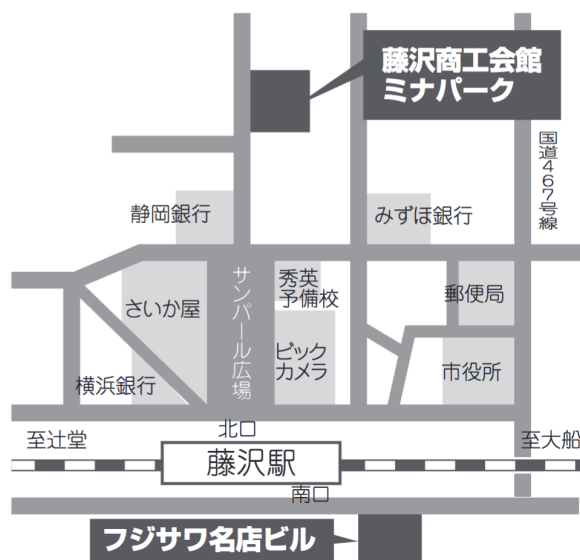 藤沢商工会館
ミナパーク
国道467号線
静岡銀行
みずほ銀行
サンパール広場
秀英
予備校
郵便局
さいか屋
ビック
カメラ
市役所
横浜銀行
北口
至辻堂
至大船
藤沢駅
南口
フジサワ名店ビル